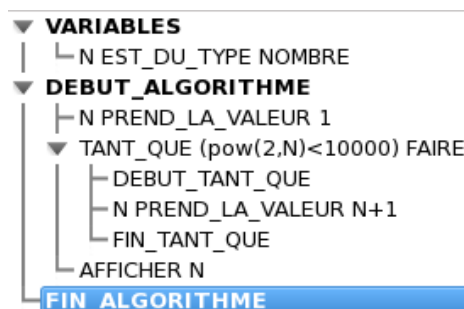 VARIABLES
N EST_DU_TYPE NOMBRE
DEBUT_ALGORITHME
N PREND_LA_VALEUR 1
TANT_QUE (pow(2,N)<10000) FAIRE
DEBUT_TANT_QUE
N PREND_LA_VALEUR N+1
FIN_TANT_QUE
AFFICHER N
FIN_ALGORITHME